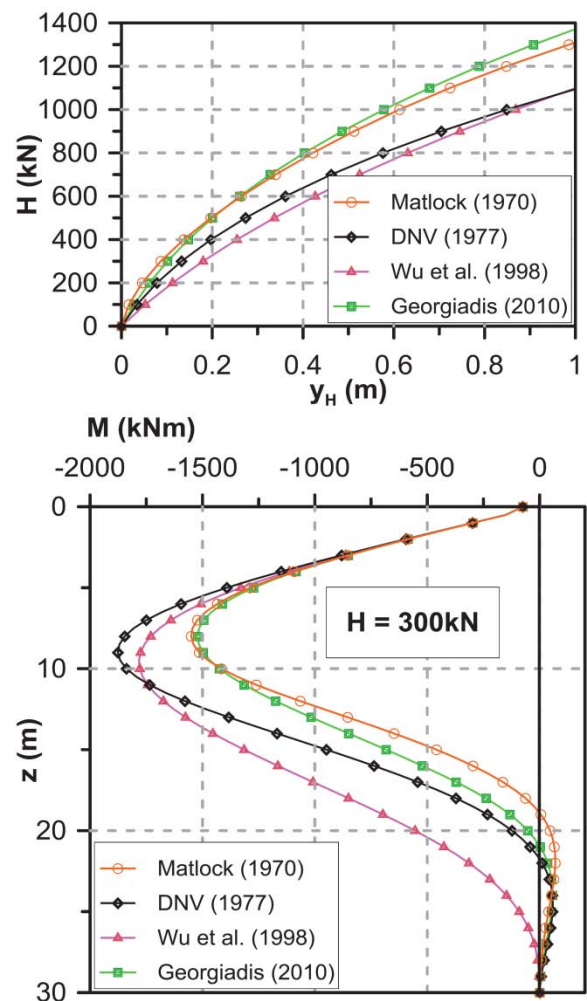 1400
1200
1000
800
600
400
200
0
H (kN)
Matlock (1970)
DNV (1977)
Wu et al. (1998)
Georgiadis (2010)
0 0.2 0.4 0.6 0.8 1
y_H (m)
M (kNm)
-2000 -1500 -1000 -500 0
0
10
20
30
z (m)
H = 300kN
Matlock (1970)
DNV (1977)
Wu et al. (1998)
Georgiadis (2010)